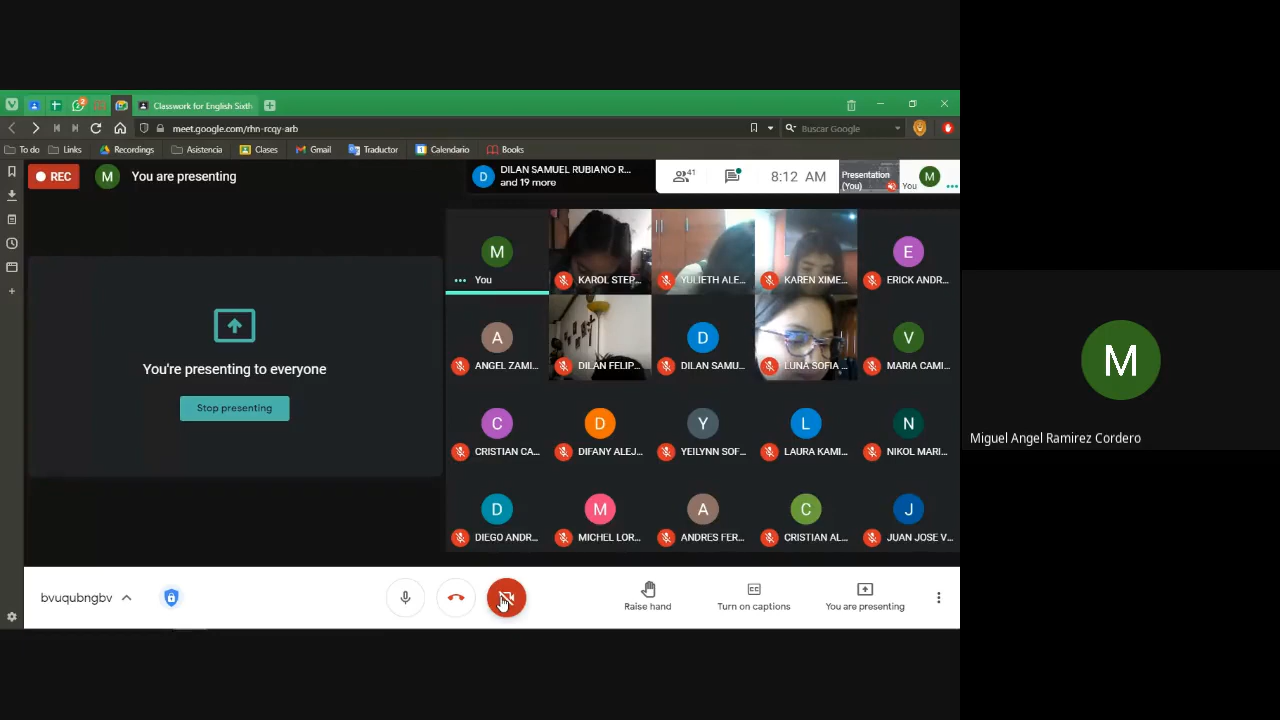 Classwork for English Sixth
meet.google.com/rhn-rcqy-arb
Buscar Google
To do Links Recordings Asistencia Clases Gmail Traductor Calendario Books
REC M You are presenting
D DILAN SAMUEL RUBIANO R...
and 19 more
41
8:12 AM
Presentation
(You)
You
M
M
You
KAROL STEP...
YULIETH ALE...
KAREN XIME...
E
ERICK ANDR...
A
ANGEL ZAMI...
DILAN FELIP...
D
DILAN SAMU...
LUNA SOFIA ...
V
MARIA CAMI...
C
CRISTIAN CA...
D
DIFANY ALEJ...
Y
YEILYNN SOF...
L
LAURA KAMI...
N
NIKOL MARI...
D
DIEGO ANDR...
M
MICHEL LOR...
A
ANDRES FER...
C
CRISTIAN AL...
J
JUAN JOSE V...
You're presenting to everyone
Stop presenting
bvuqubngbv
Raise hand
Turn on captions
You are presenting
M
Miguel Angel Ramirez Cordero